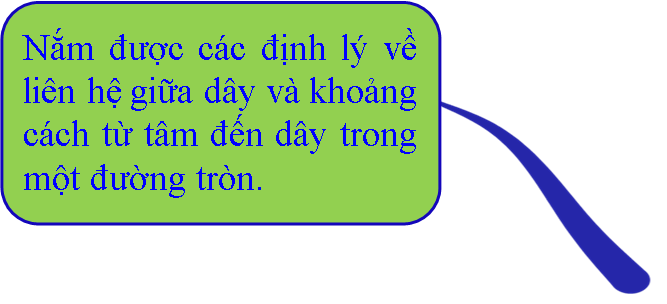 Nắm được các định lý về
liên hệ giữa dây và khoảng
cách từ tâm đến dây trong
một đường tròn.